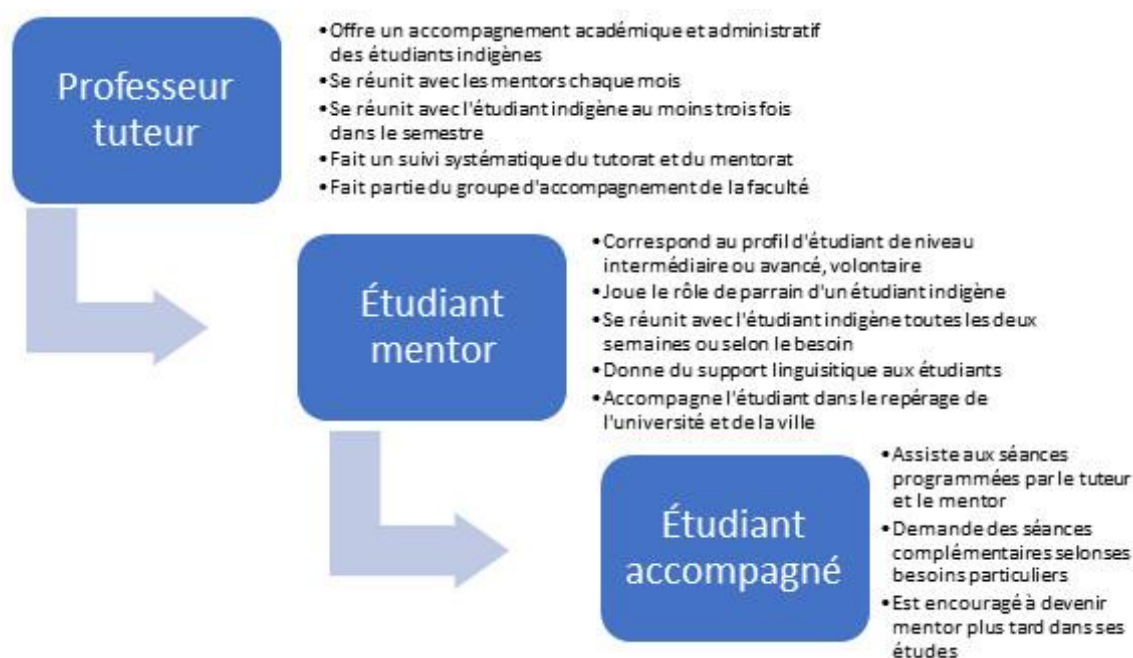 Professeur
tuteur
•Offre un accompagnement académique et administratif
des étudiants indigènes
•Se réunit avec les mentors chaque mois
•Se réunit avec l'étudiant indigène au moins trois fois
dans le semestre
•Fait un suivi systématique du tutorat et du mentorat
•Fait partie du groupe d'accompagnement de la faculté
Étudiant
mentor
•Correspond au profil d'étudiant de niveau
intermédiaire ou avancé, volontaire
•Joue le rôle de parrain d'un étudiant indigène
•Se réunit avec l'étudiant indigène toutes les deux
semaines ou selon le besoin
•Donne du support linguisitique aux étudiants
•Accompagne l'étudiant dans le repérage de
l'université et de la ville
Étudiant
accompagné
•Assiste aux séances
programmées par le tuteur
et le mentor
•Demande des séances
complémentaires selonses
besoins particuliers
•Est encouragé à devenir
mentor plus tard dans ses
études